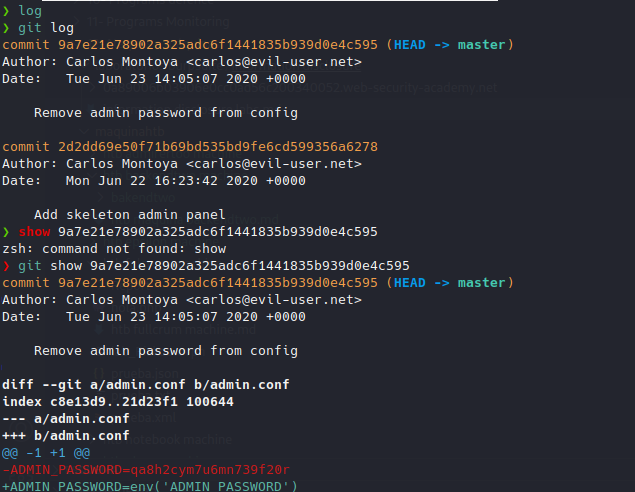 ❯ log
❯ git log
commit 9a7e21e78902a325adc6f1441835b939d0e4c595 (HEAD -> master)
Author: Carlos Montoya <carlos@evil-user.net>
Date:   Tue Jun 23 14:05:07 2020 +0000
    Remove admin password from config
commit 2d2dd69e50f71b69bd535bd9fe6cd599356a6278
Author: Carlos Montoya <carlos@evil-user.net>
Date:   Mon Jun 22 16:23:42 2020 +0000
    Add skeleton admin panel
❯ show 9a7e21e78902a325adc6f1441835b939d0e4c595
zsh: command not found: show
❯ git show 9a7e21e78902a325adc6f1441835b939d0e4c595
commit 9a7e21e78902a325adc6f1441835b939d0e4c595 (HEAD -> master)
Author: Carlos Montoya <carlos@evil-user.net>
Date:   Tue Jun 23 14:05:07 2020 +0000
    Remove admin password from config
diff --git a/admin.conf b/admin.conf
index c8e13d9..21d23f1 100644
--- a/admin.conf
+++ b/admin.conf
@@ -1 +1 @@
-ADMIN_PASSWORD=qa8h2cym7u6mn739f20r
+ADMIN_PASSWORD=env('ADMIN_PASSWORD')